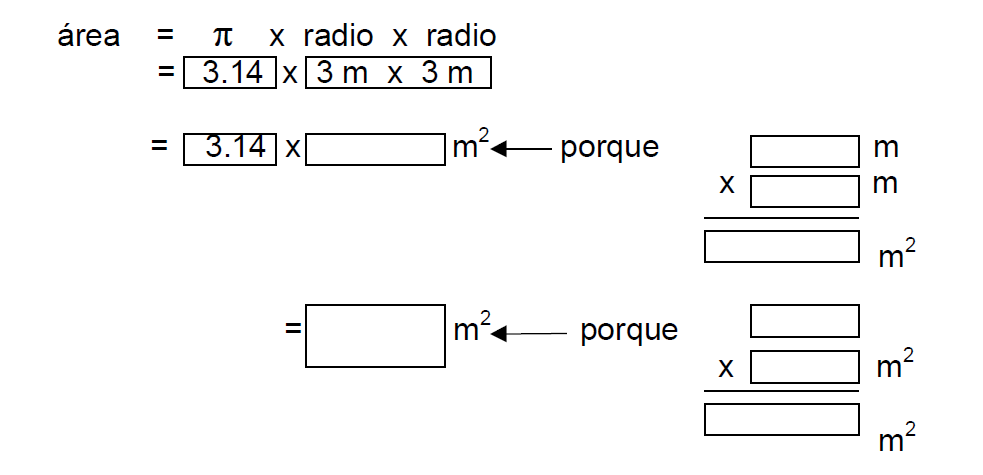 área = π x radio x radio
= 3.14 x 3 m x 3 m
= 3.14 x m² porque m
x m
m²
= m² porque
x m²
m²